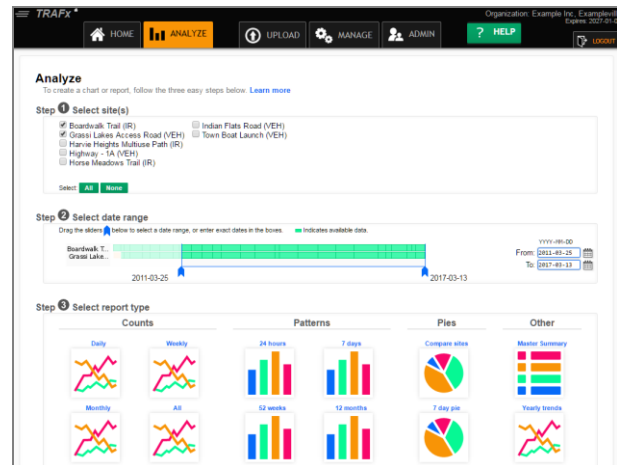 TRAFx
Organization: Example Inc, Exampleville
Expires: 2027-01-0
HOME
ANALYZE
UPLOAD
MANAGE
ADMIN
? HELP
LOGOUT
Analyze
To create a chart or report, follow the three easy steps below. Learn more
Step 1 Select site(s)
Boardwalk Trail (IR)
Indian Flats Road (VEH)
Grassi Lakes Access Road (VEH)
Town Boat Launch (VEH)
Harvie Heights Multiuse Path (IR)
Highway - 1A (VEH)
Horse Meadows Trail (IR)
Select: All None
Step 2 Select date range
Drag the sliders below to select a date range, or enter exact dates in the boxes. Indicates available data.
YYYY-MM-DD
Boardwalk T...
Grassi Lake...
From: 2011-03-25
To: 2017-03-13
2011-03-25
2017-03-13
Step 3 Select report type
Counts
Patterns
Pies
Other
Daily
Weekly
24 hours
7 days
Compare sites
Master Summary
Monthly
All
52 weeks
12 months
7 day pie
Yearly trends